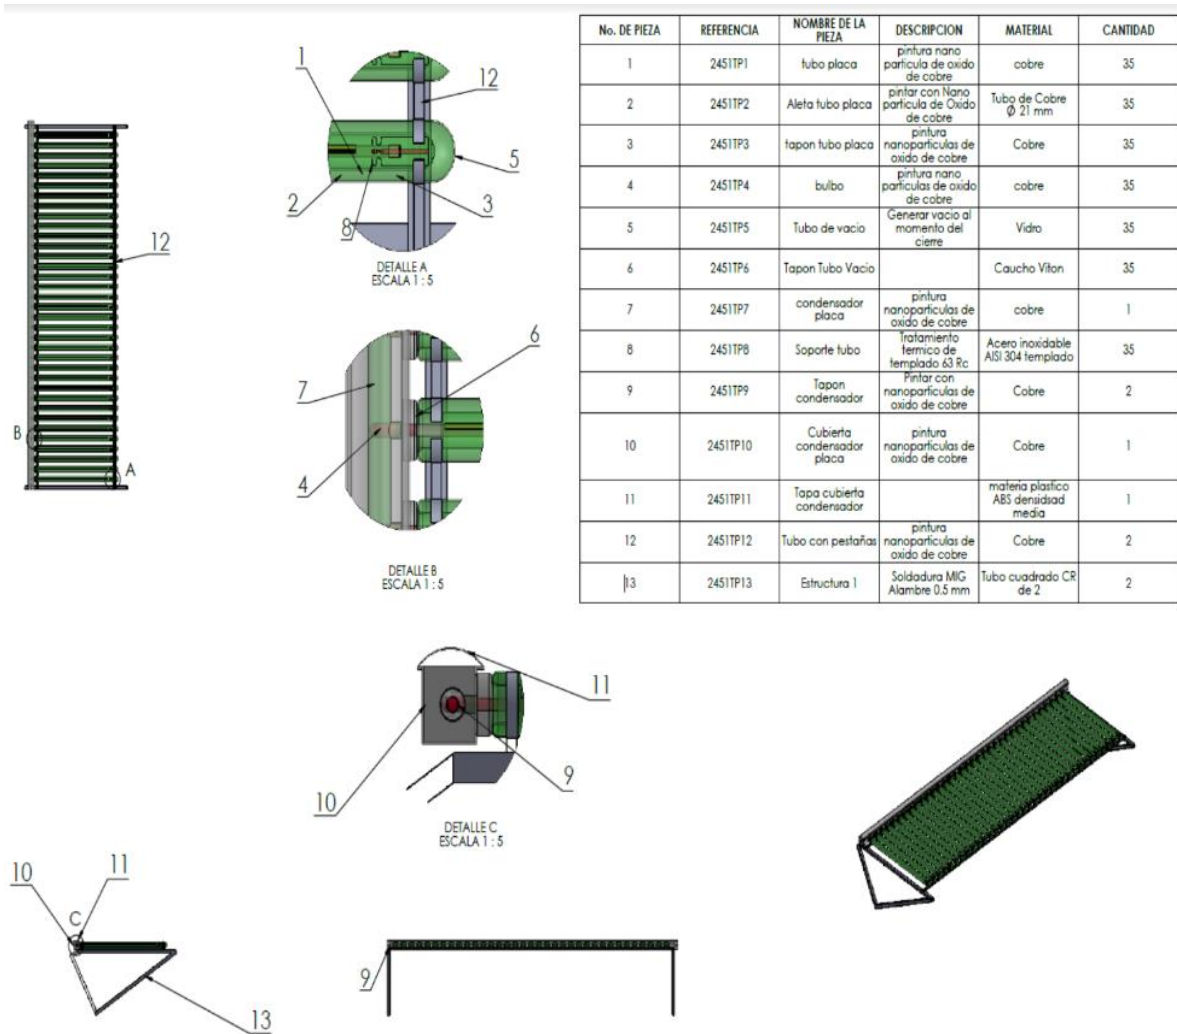 No. DE PIEZA REFERENCIA NOMBRE DE LA PIEZA DESCRIPCION MATERIAL CANTIDAD
1 2451TP1 tubo placa pintura nano particula de oxido de cobre cobre 35
2 2451TP2 Aleta tubo placa pintar con Nano particula de Oxido de cobre Tubo de Cobre Ø 21 mm 35
3 2451TP3 tapon tubo placa pintura nanoparticulas de oxido de cobre Cobre 35
4 2451TP4 bulbo pintura nano particulas de oxido de cobre cobre 35
5 2451TP5 Tubo de vacio Generar vacio al momento del cierre Vidro 35
6 2451TP6 Tapon Tubo Vacio Caucho Viton 35
7 2451TP7 condensador placa pintura nanoparticulas de oxido de cobre cobre 1
8 2451TP8 Soporte tubo Tratamiento termico de templado 63 Rc Acero inoxidable AISI 304 templado 35
9 2451TP9 Tapon condensador Pintar con nanoparticulas de oxido de cobre Cobre 2
10 2451TP10 Cubierta condensador placa pintura nanoparticulas de oxido de cobre Cobre 1
11 2451TP11 Tapa cubierta condensador materia plastico ABS densidsad media 1
12 2451TP12 Tubo con pestañas pintura nanoparticulas de oxido de cobre Cobre 2
13 2451TP13 Estructura 1 Soldadura MIG Alambre 0.5 mm Tubo cuadrado CR de 2 2
12
B
A
1
12
5
2
8
3
DETALLE A
ESCALA 1 : 5
6
7
4
DETALLE B
ESCALA 1 : 5
11
10
9
DETALLE C
ESCALA 1 : 5
10
11
C
13
9